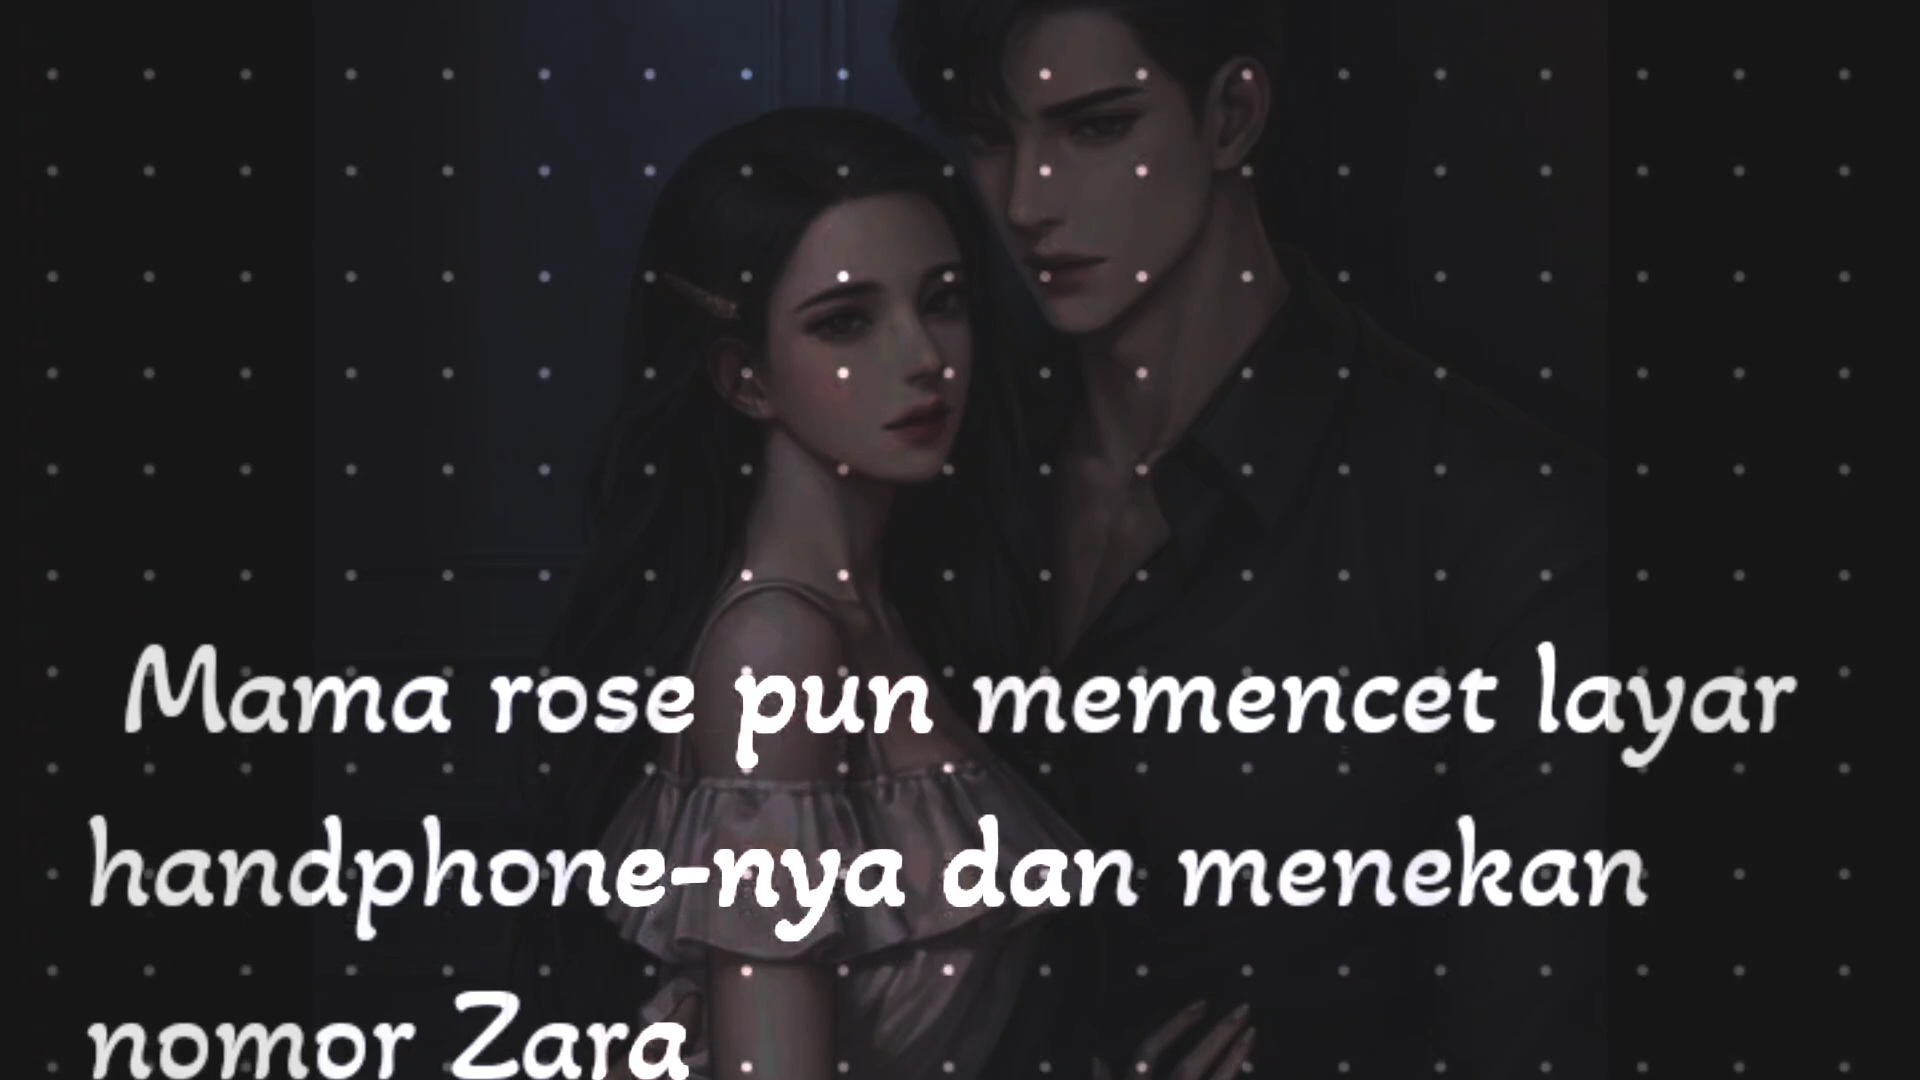 Mama rose pun memencet layar
handphone-nya dan menekan
nomor Zara